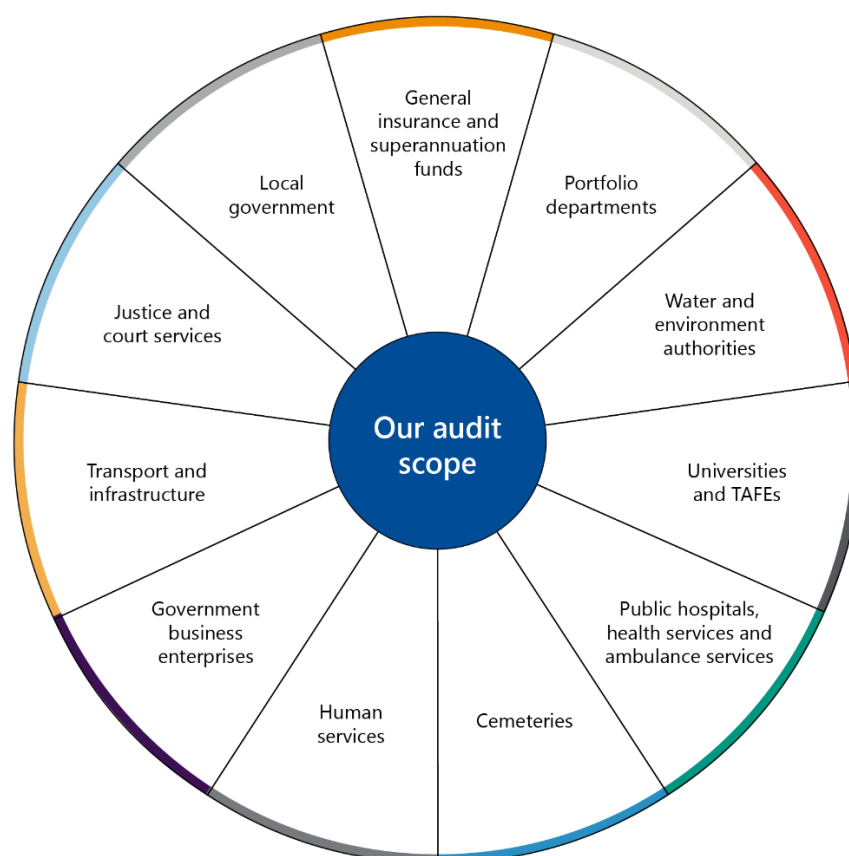 General
insurance and
superannuation
funds
Portfolio
departments
Water and
environment
authorities
Universities
and TAFEs
Public hospitals,
health services and
ambulance services
Cemeteries
Human
services
Government
business
enterprises
Transport and
infrastructure
Justice and
court services
Local
government
Our audit
scope